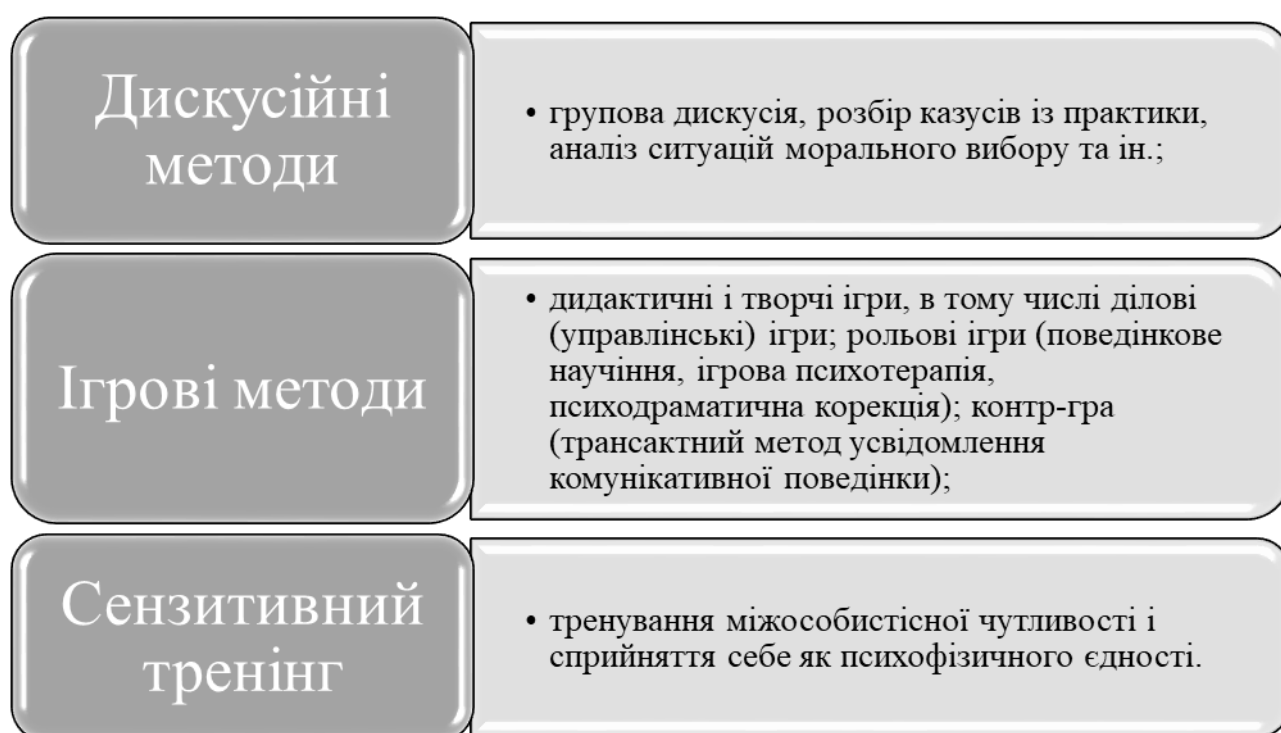 Дискусійні
методи
• групова дискусія, розбір казусів із практики,
аналіз ситуацій морального вибору та ін.;
Ігрові методи
• дидактичні і творчі ігри, в тому числі ділові
(управлінські) ігри; рольові ігри (поведінкове
научіння, ігрова психотерапія,
психодраматична корекція); контр-гра
(трансактний метод усвідомлення
комунікативної поведінки);
Сензитивний
тренінг
• тренування міжособистісної чутливості і
сприйняття себе як психофізичного єдності.